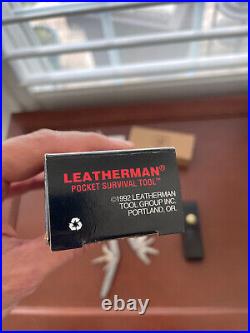 LEATHERMAN®
POCKET SURVIVAL TOOL™
©1992 LEATHERMAN
TOOL GROUP INC.
PORTLAND, OR.